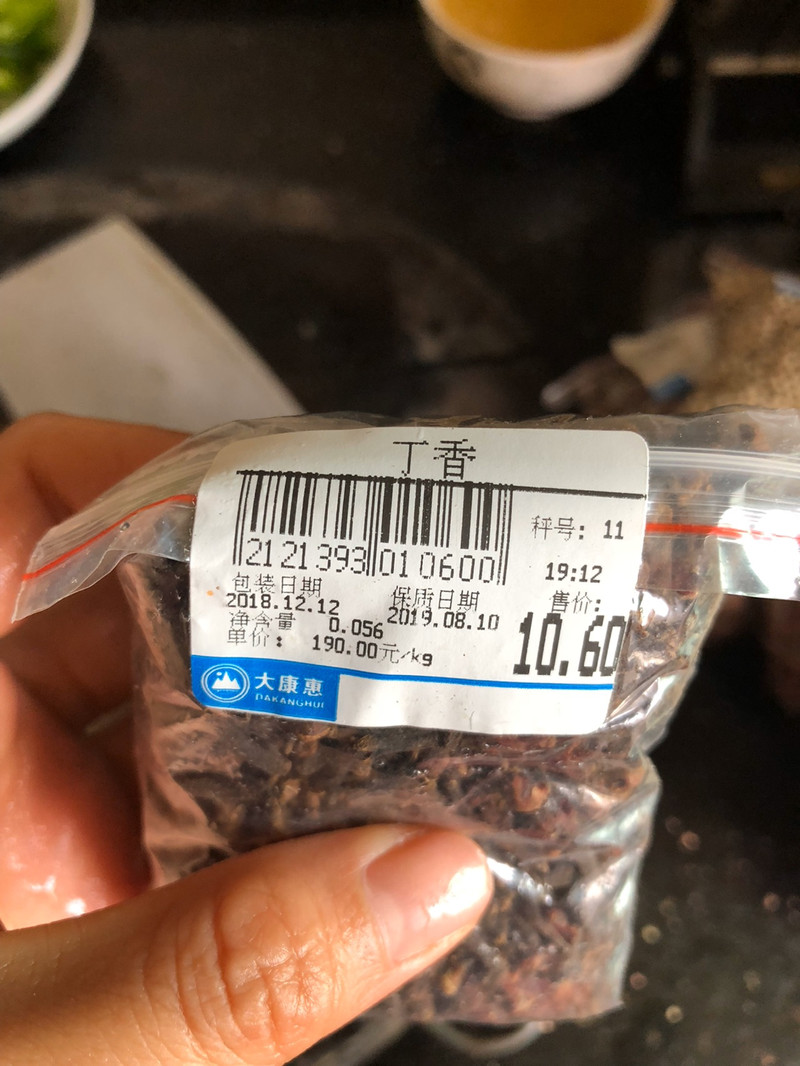 丁香
秤号: 11
2121393010600
19:12
包装日期 保质日期 售价:
2018.12.12 2019.08.10
净含量 0.056 10.60
单价: 190.00元/kg
大康惠
DAKANGHUI